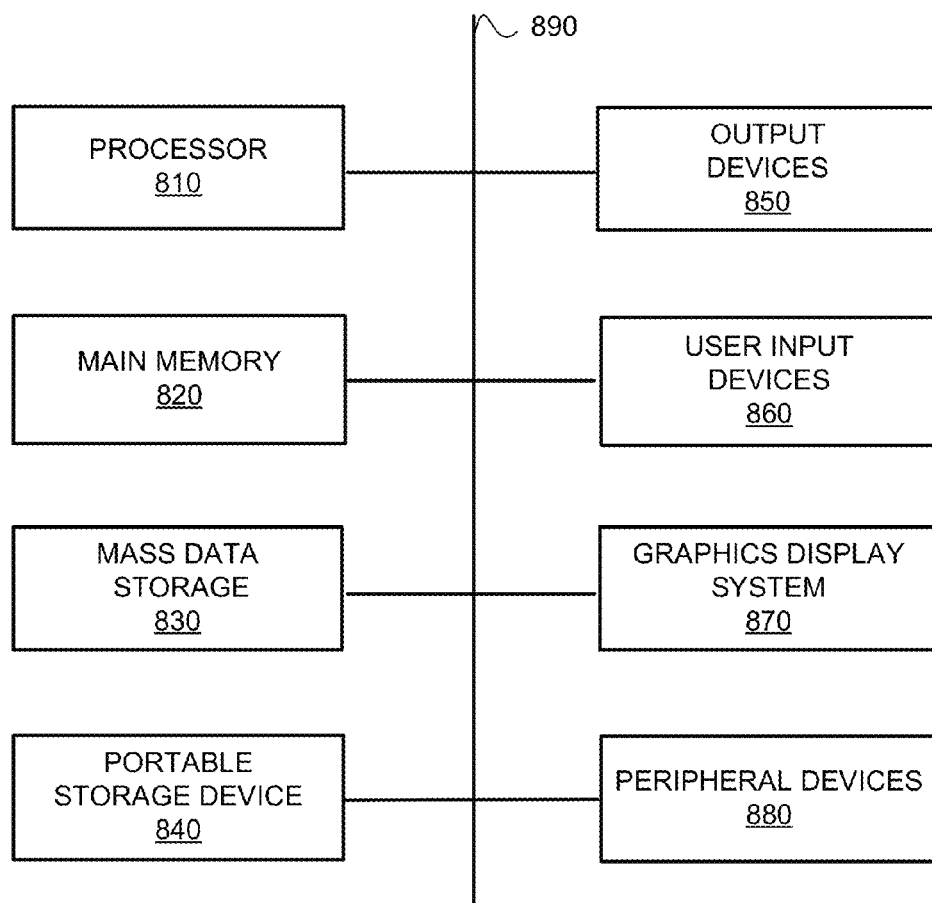 890
PROCESSOR
810
OUTPUT
DEVICES
850
MAIN MEMORY
820
USER INPUT
DEVICES
860
MASS DATA
STORAGE
830
GRAPHICS DISPLAY
SYSTEM
870
PORTABLE
STORAGE DEVICE
840
PERIPHERAL DEVICES
880